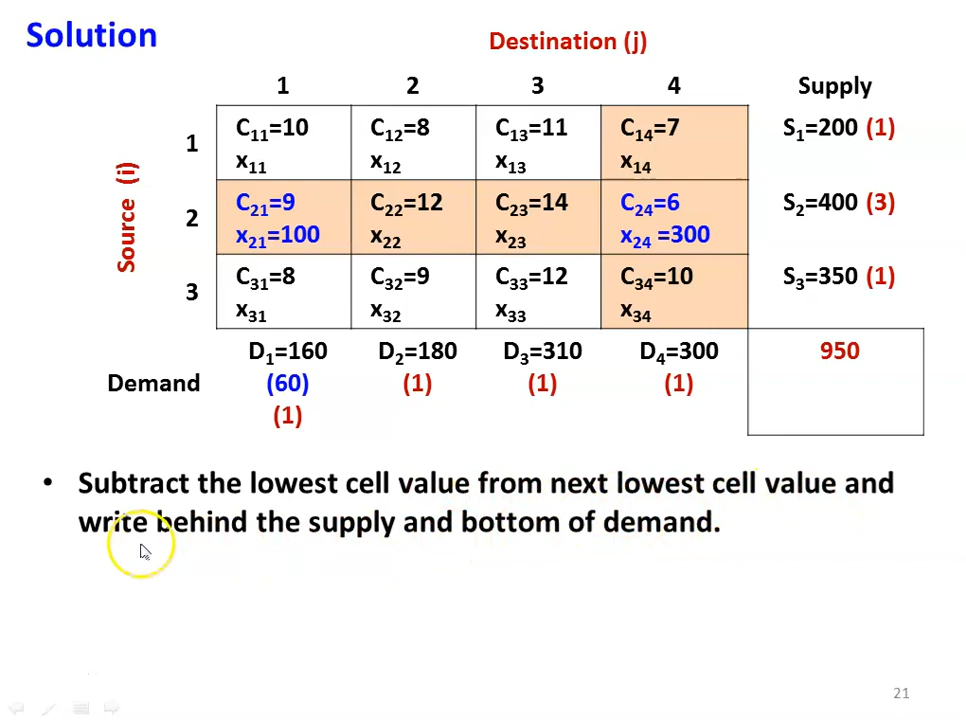 Solution
Destination (j)
1 2 3 4 Supply
Source (i)
1 C₁₁=10 C₁₂=8 C₁₃=11 C₁₄=7 S₁=200 (1)
x₁₁ x₁₂ x₁₃ x₁₄
2 C₂₁=9 C₂₂=12 C₂₃=14 C₂₄=6 S₂=400 (3)
x₂₁=100 x₂₂ x₂₃ x₂₄ =300
3 C₃₁=8 C₃₂=9 C₃₃=12 C₃₄=10 S₃=350 (1)
x₃₁ x₃₂ x₃₃ x₃₄
D₁=160 D₂=180 D₃=310 D₄=300 950
Demand (60) (1) (1) (1)
(1)
• Subtract the lowest cell value from next lowest cell value and
write behind the supply and bottom of demand.
21